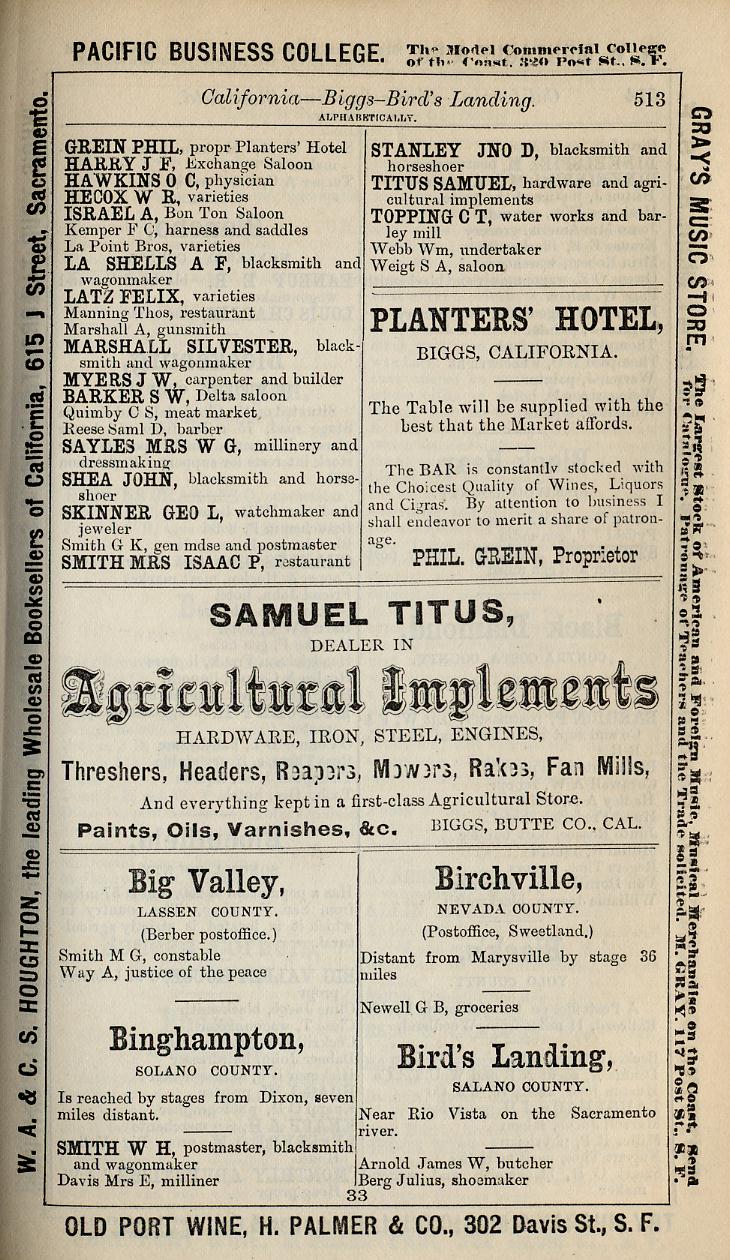 PACIFIC BUSINESS COLLEGE. The Model Commercial College
of the Coast, 320 Post St., S. F.
California—Biggs–Bird's Landing. 513
ALPHABETICALLY.
GREIN PHIL, propr Planters' Hotel
HARRY J F, Exchange Saloon
HAWKINS O C, physician
HECOX W R, varieties
ISRAEL A, Bon Ton Saloon
Kemper F C, harness and saddles
La Point Bros, varieties
LA SHELLS A F, blacksmith and
wagonmaker
LATZ FELIX, varieties
Manning Thos, restaurant
Marshall A, gunsmith
MARSHALL SILVESTER, black-
smith and wagonmaker
MYERS J W, carpenter and builder
BARKER S W, Delta saloon
Quimby C S, meat market
Reese Saml D, barber
SAYLES MRS W G, millinery and
dressmaking
SHEA JOHN, blacksmith and horse-
shoer
SKINNER GEO L, watchmaker and
jeweler
Smith G K, gen mdse and postmaster
SMITH MRS ISAAC P, restaurant
STANLEY JNO D, blacksmith and
horseshoer
TITUS SAMUEL, hardware and agri-
cultural implements
TOPPING C T, water works and bar-
ley mill
Webb Wm, undertaker
Weigt S A, saloon
PLANTERS' HOTEL,
BIGGS, CALIFORNIA.
The Table will be supplied with the
best that the Market affords.
The BAR is constantly stocked with
the Choicest Quality of Wines, Liquors
and Cigras. By attention to business I
shall endeavor to merit a share of patron-
age.
PHIL. GREIN, Proprietor
SAMUEL TITUS,
DEALER IN
Agricultural Implements
HARDWARE, IRON, STEEL, ENGINES,
Threshers, Headers, Reapers, Mowers, Rakes, Fan Mills,
And everything kept in a first-class Agricultural Store.
Paints, Oils, Varnishes, &c. BIGGS, BUTTE CO., CAL.
Big Valley,
LASSEN COUNTY.
(Berber postoffice.)
Smith M G, constable
Way A, justice of the peace
Binghampton,
SOLANO COUNTY.
Is reached by stages from Dixon, seven
miles distant.
SMITH W H, postmaster, blacksmith
and wagonmaker
Davis Mrs E, milliner
Birchville,
NEVADA COUNTY.
(Postoffice, Sweetland.)
Distant from Marysville by stage 36
miles
Newell G B, groceries
Bird's Landing,
SALANO COUNTY.
Near Rio Vista on the Sacramento
river.
Arnold James W, butcher
Berg Julius, shoemaker
33
OLD PORT WINE, H. PALMER & CO., 302 Davis St., S. F.
W. A. & C. S. HOUGHTON, the leading Wholesale Booksellers of California, 615 J Street, Sacramento.
GRAY'S MUSIC STORE. The Largest Stock of American and Foreign Music, Musical Merchandise on the Coast. Send
for Catalogue. Patronage of Teachers and the Trade solicited. M. GRAY, 117 Post St., S. F.